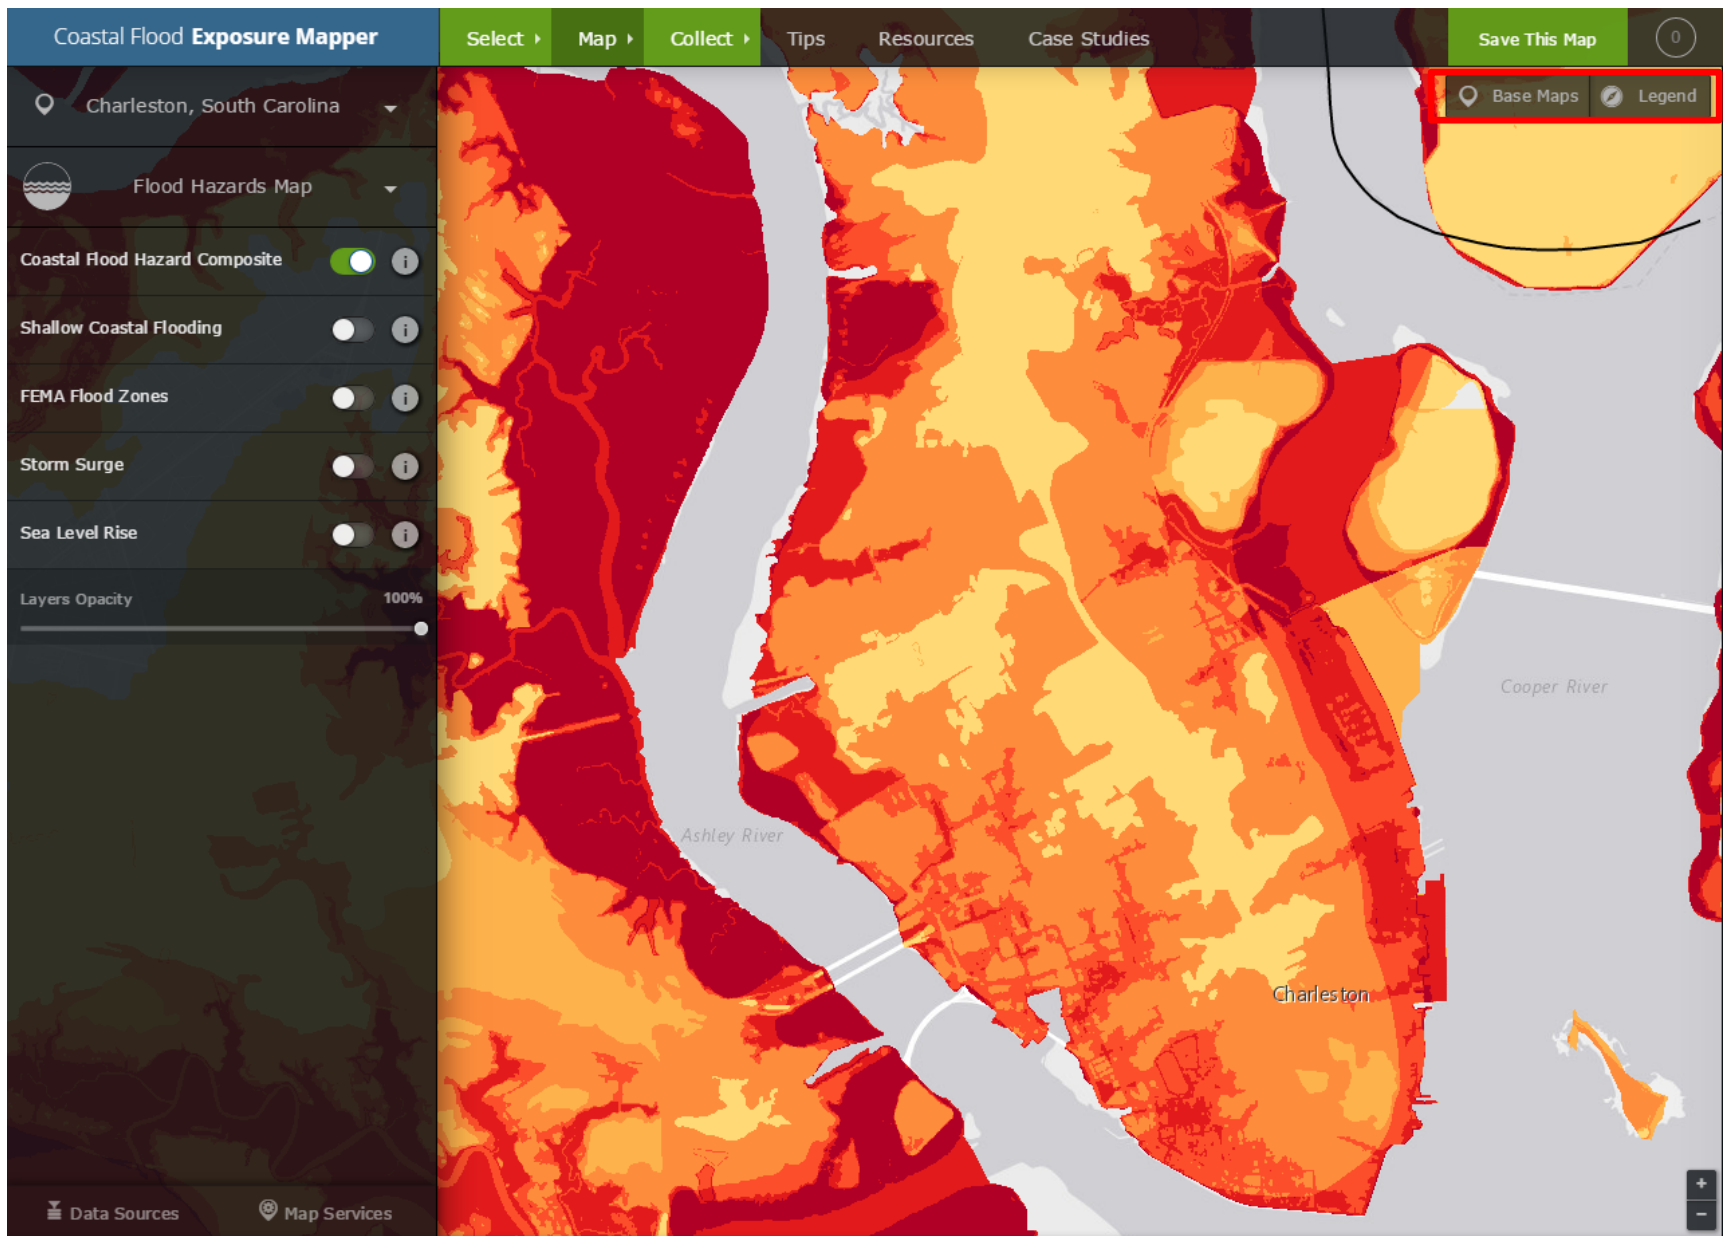 Coastal Flood Exposure Mapper
Select Map Collect Tips Resources Case Studies Save This Map 0
Base Maps Legend
Charleston, South Carolina
Flood Hazards Map
Coastal Flood Hazard Composite i
Shallow Coastal Flooding i
FEMA Flood Zones i
Storm Surge i
Sea Level Rise i
Layers Opacity 100%
Cooper River
Ashley River
Charleston
+
−
Data Sources Map Services